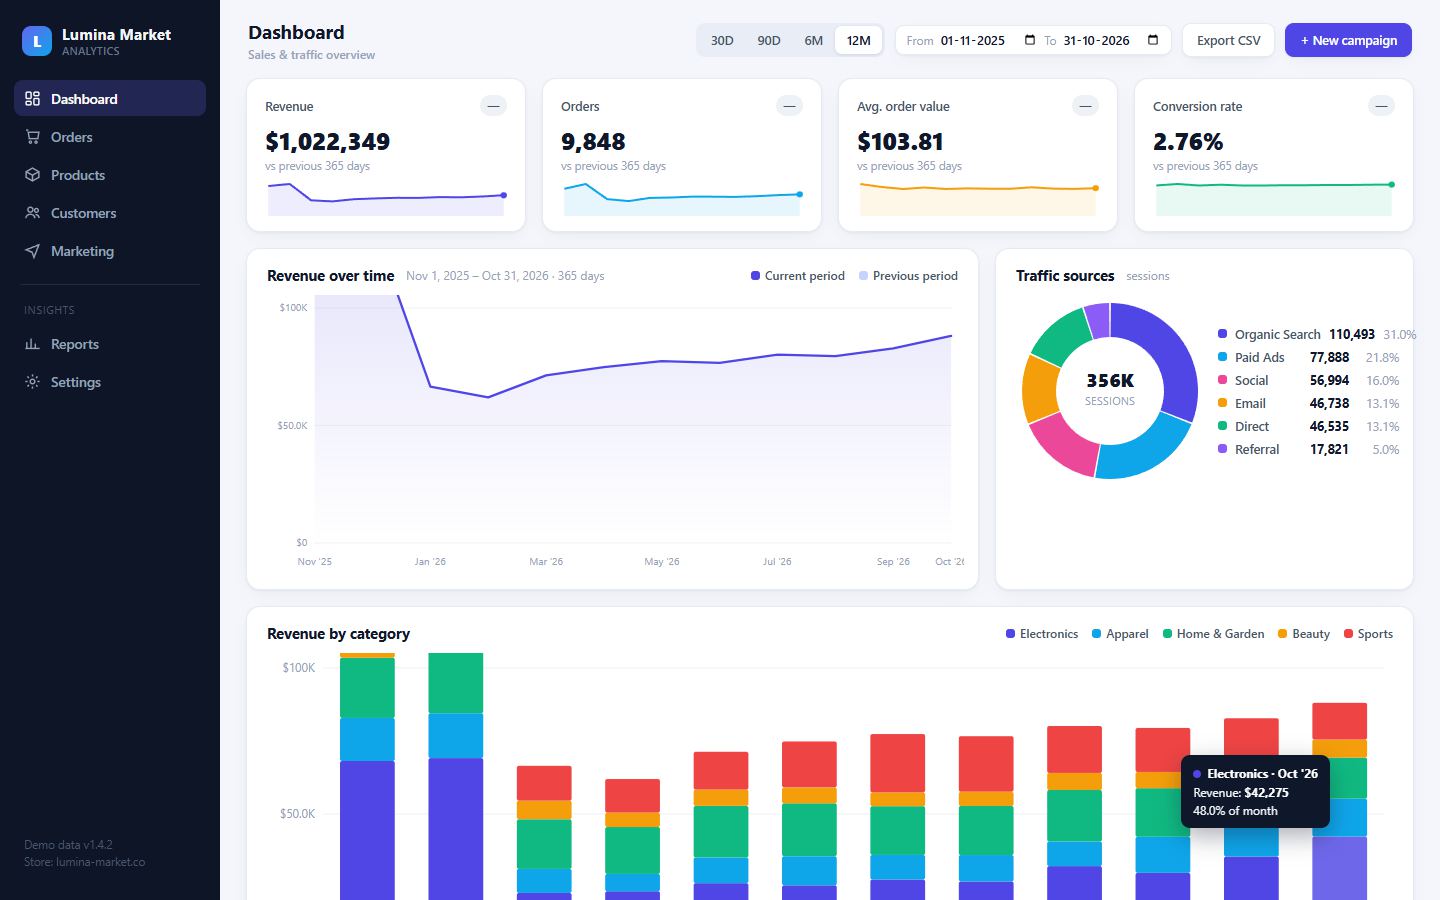 Lumina Market
ANALYTICS
Dashboard
Orders
Products
Customers
Marketing
INSIGHTS
Reports
Settings
Demo data v1.4.2
Store: lumina-market.co
Dashboard
Sales & traffic overview
30D 90D 6M 12M
From 01-11-2025 To 31-10-2026
Export CSV
+ New campaign
Revenue —
$1,022,349
vs previous 365 days
Orders —
9,848
vs previous 365 days
Avg. order value —
$103.81
vs previous 365 days
Conversion rate —
2.76%
vs previous 365 days
Revenue over time Nov 1, 2025 – Oct 31, 2026 · 365 days
Current period Previous period
$100K
$50.0K
$0
Nov '25 Jan '26 Mar '26 May '26 Jul '26 Sep '26 Oct '26
Traffic sources sessions
356K
SESSIONS
Organic Search 110,493 31.0%
Paid Ads 77,888 21.8%
Social 56,994 16.0%
Email 46,738 13.1%
Direct 46,535 13.1%
Referral 17,821 5.0%
Revenue by category
Electronics Apparel Home & Garden Beauty Sports
$100K
$50.0K
Electronics · Oct '26
Revenue: $42,275
48.0% of month